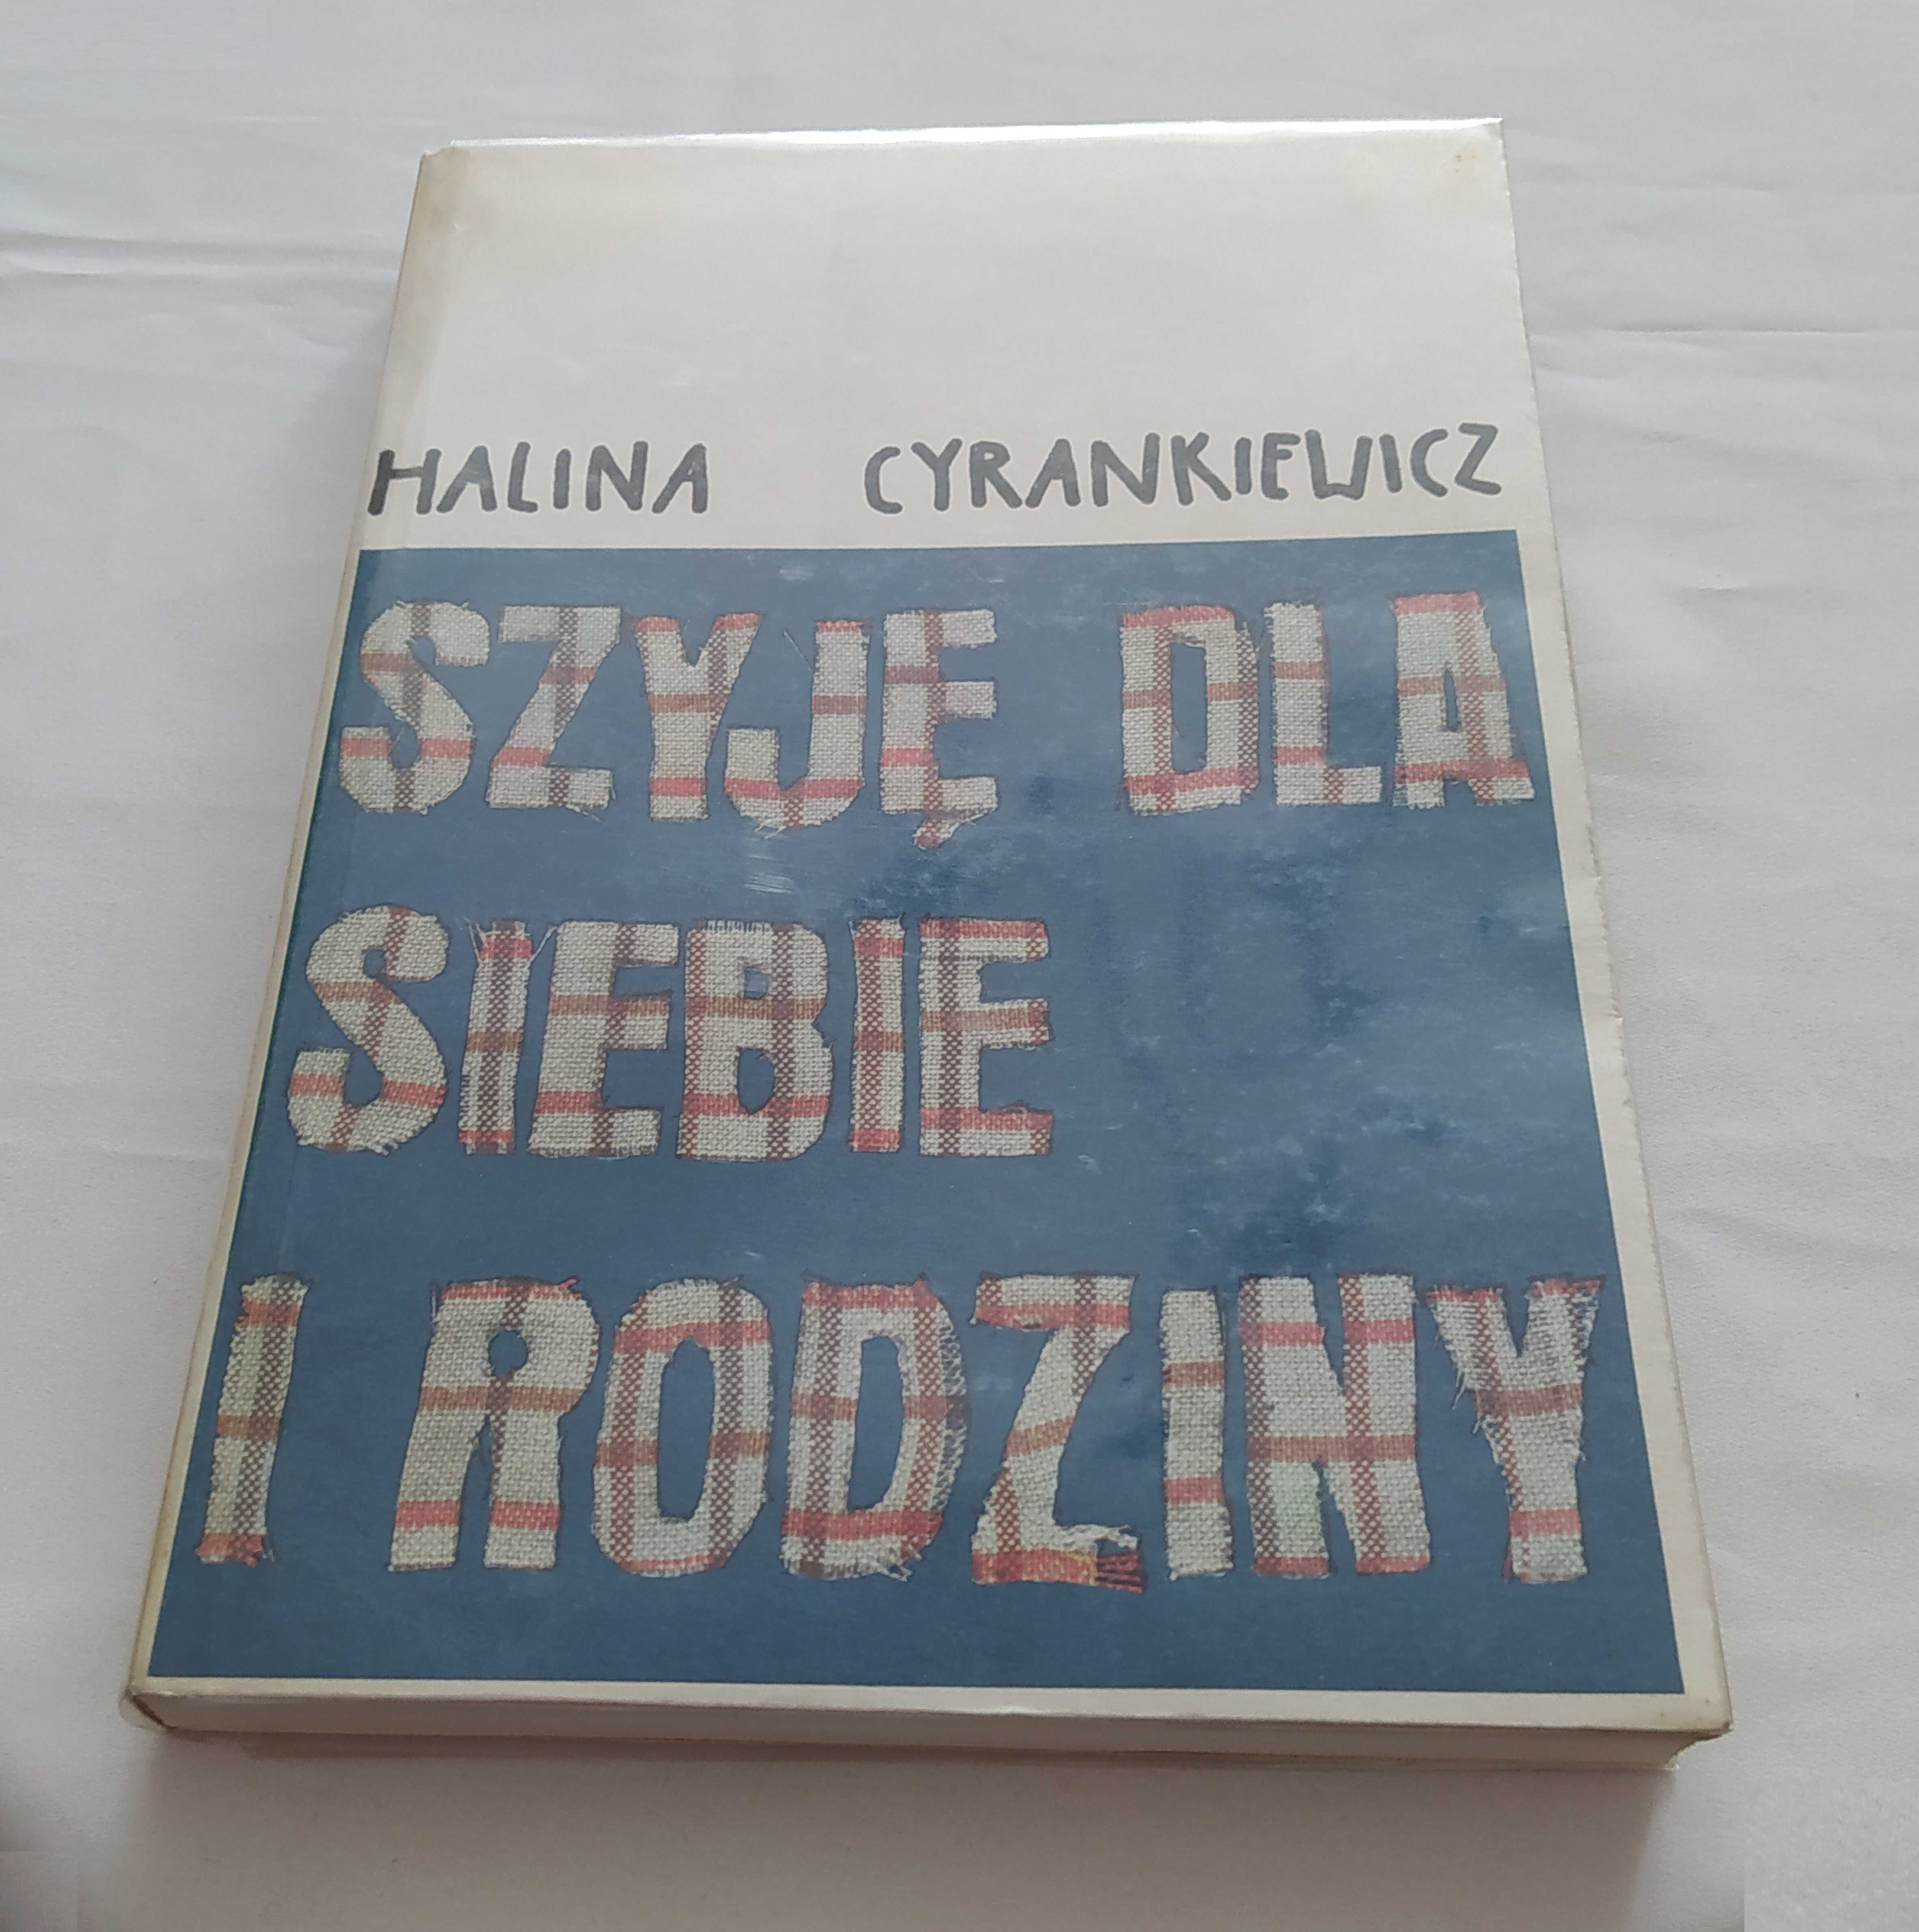 HALINA CYRANKIEWICZ
SZYJĘ DLA
SIEBIE
I RODZINY